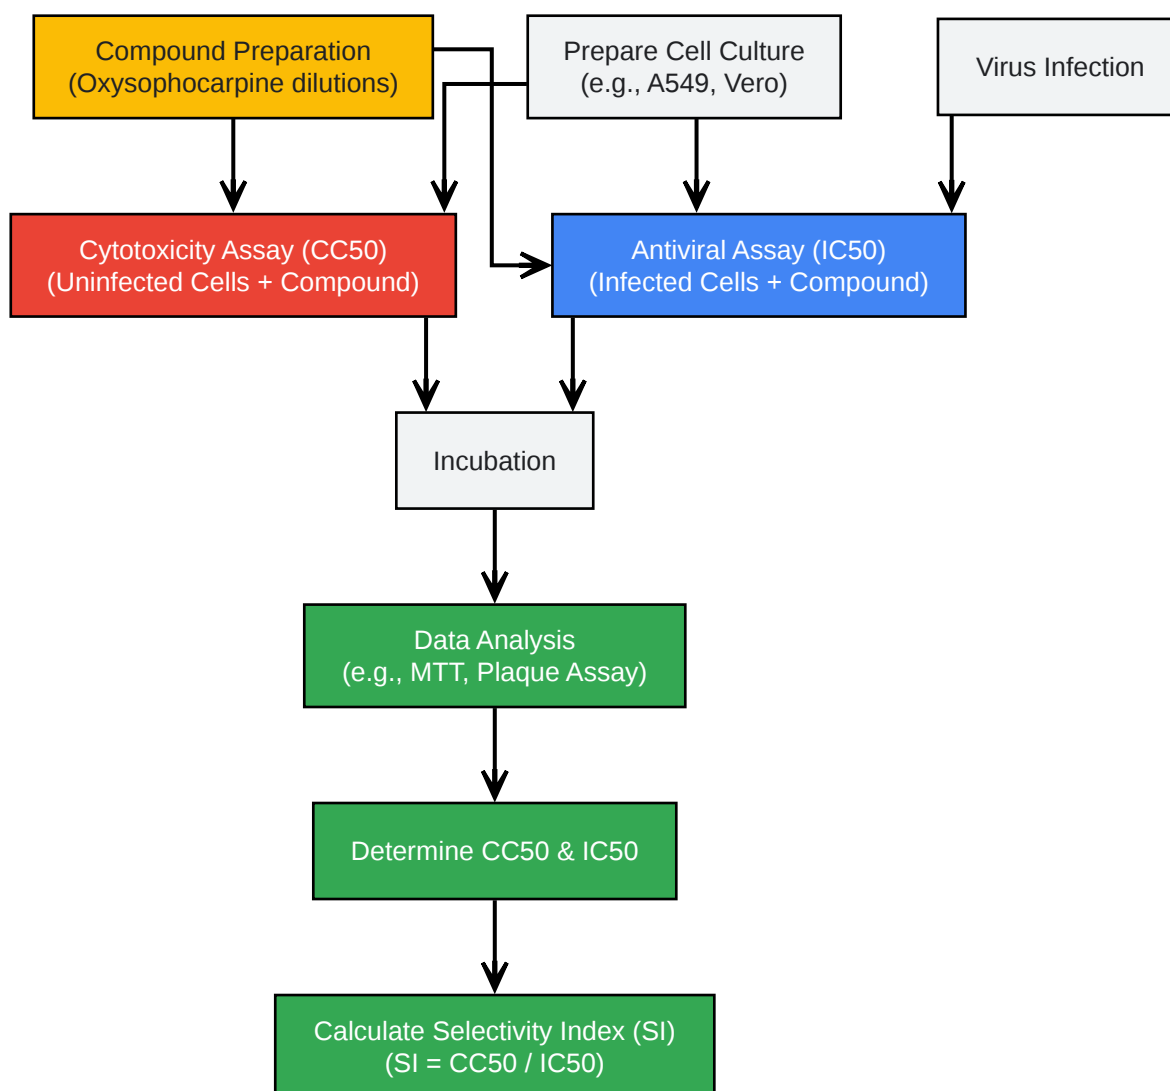 Compound Preparation
(Oxysophocarpine dilutions)
Prepare Cell Culture
(e.g., A549, Vero)
Virus Infection
Cytotoxicity Assay (CC50)
(Uninfected Cells + Compound)
Antiviral Assay (IC50)
(Infected Cells + Compound)
Incubation
Data Analysis
(e.g., MTT, Plaque Assay)
Determine CC50 & IC50
Calculate Selectivity Index (SI)
(SI = CC50 / IC50)